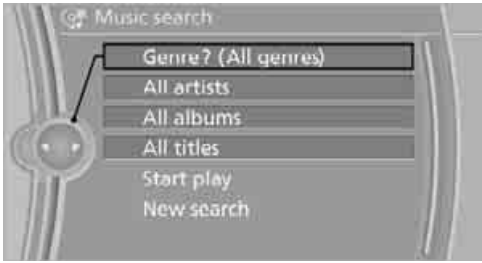 Music search
Genre? (All genres)
All artists
All albums
All titles
Start play
New search